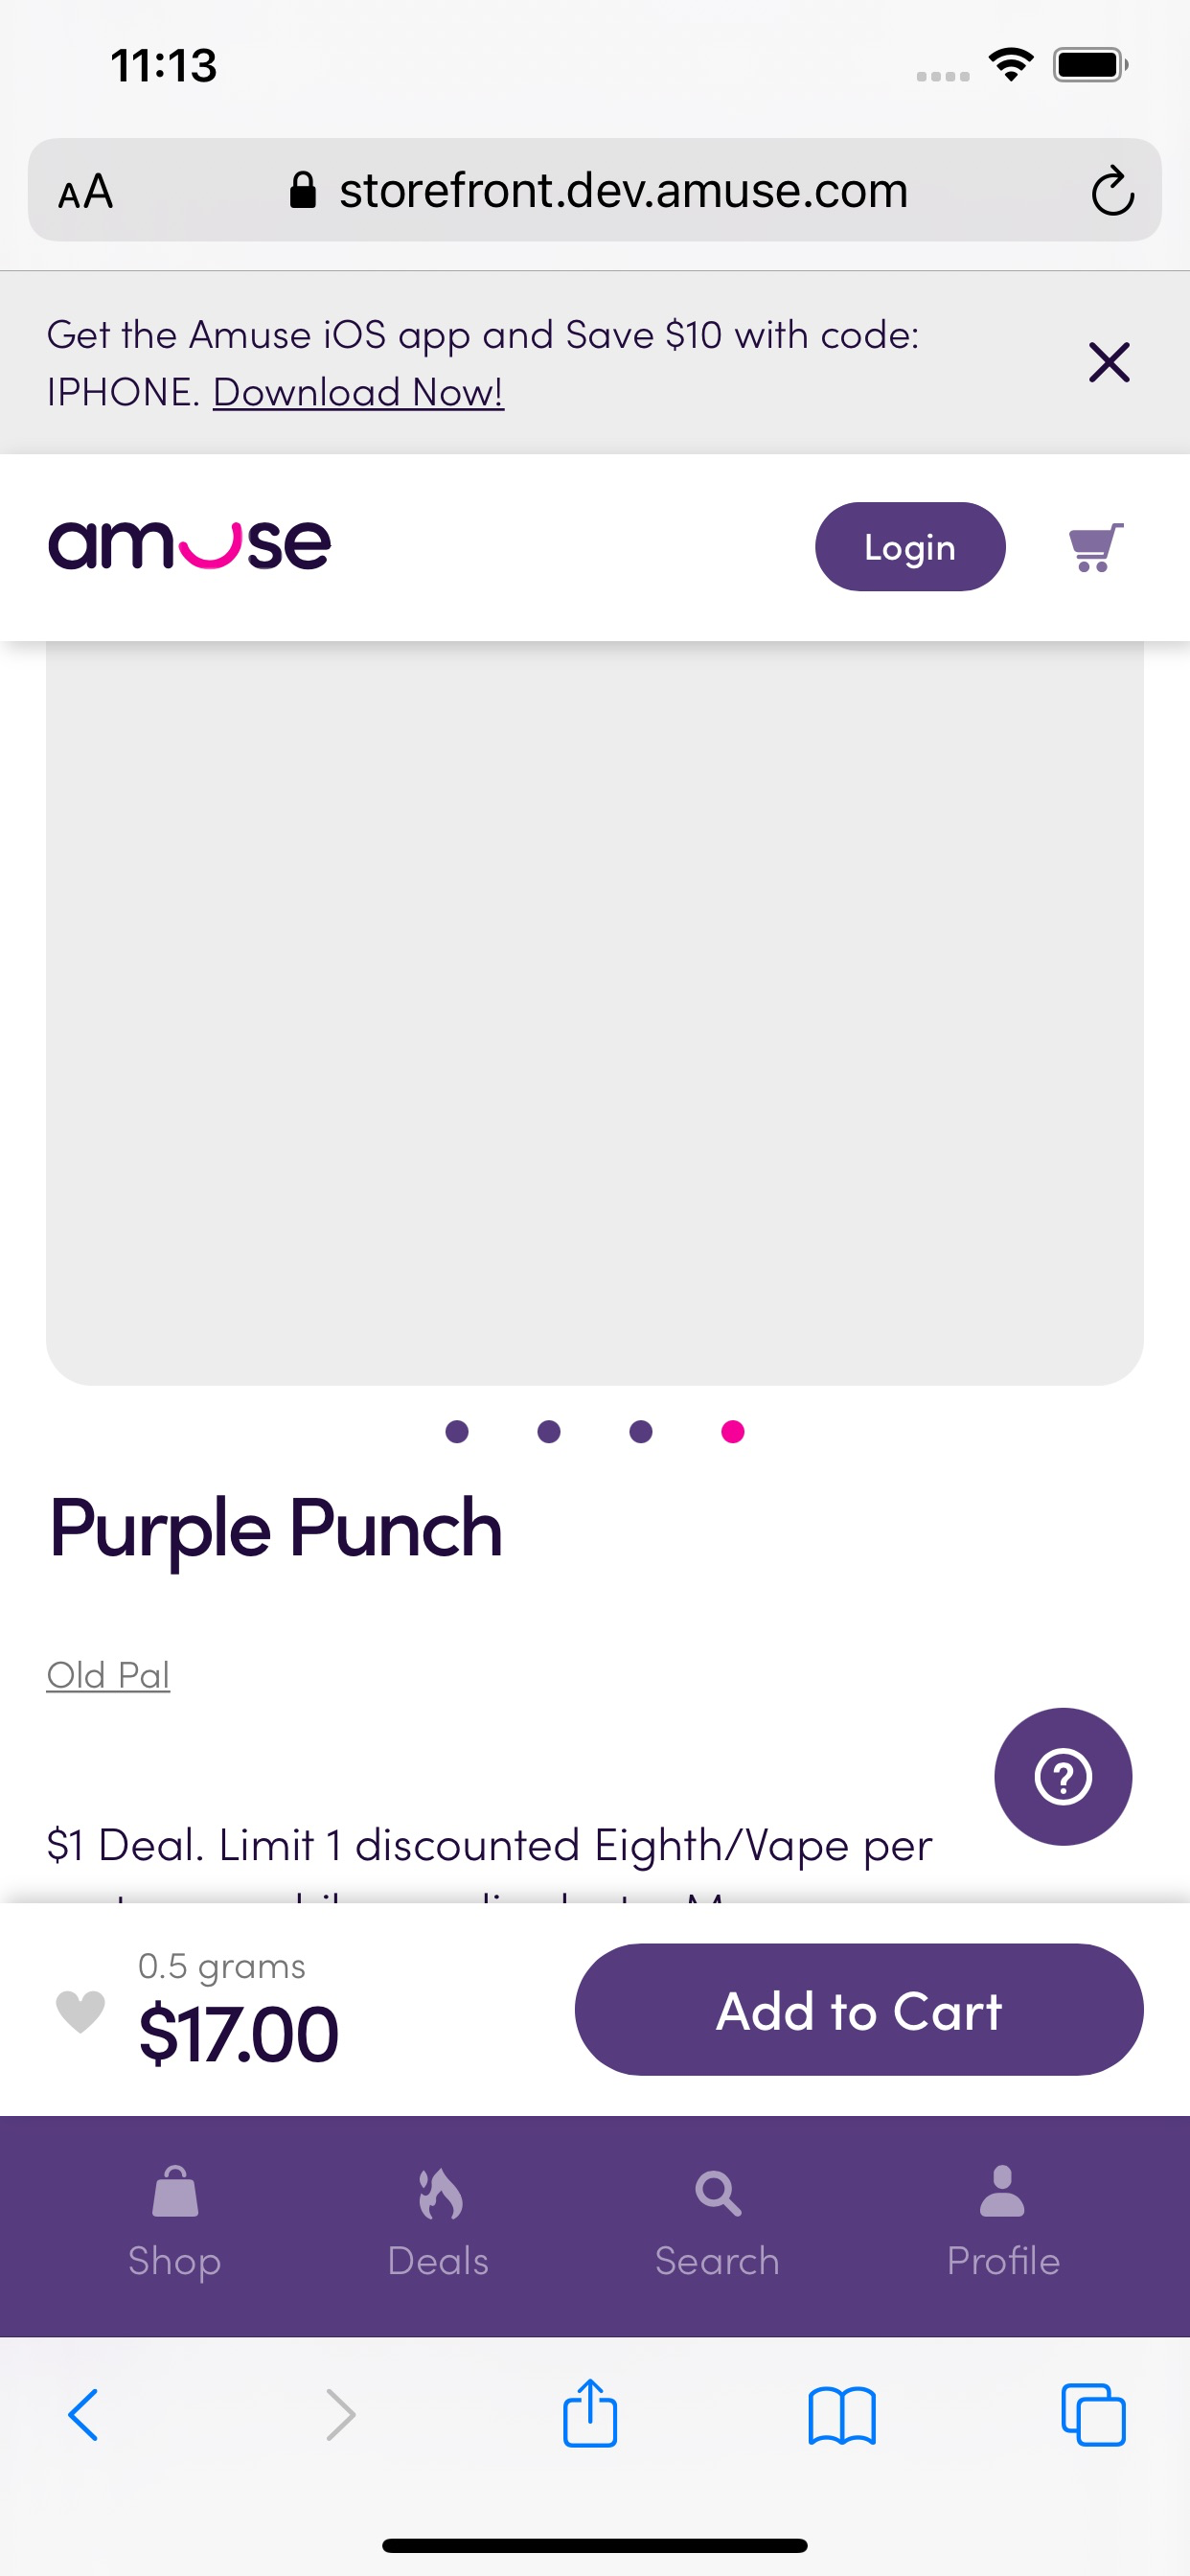 11:13
AA storefront.dev.amuse.com
Get the Amuse iOS app and Save $10 with code:
IPHONE. Download Now!
amuse
Login
Purple Punch
Old Pal
$1 Deal. Limit 1 discounted Eighth/Vape per
0.5 grams
$17.00
Add to Cart
Shop Deals Search Profile